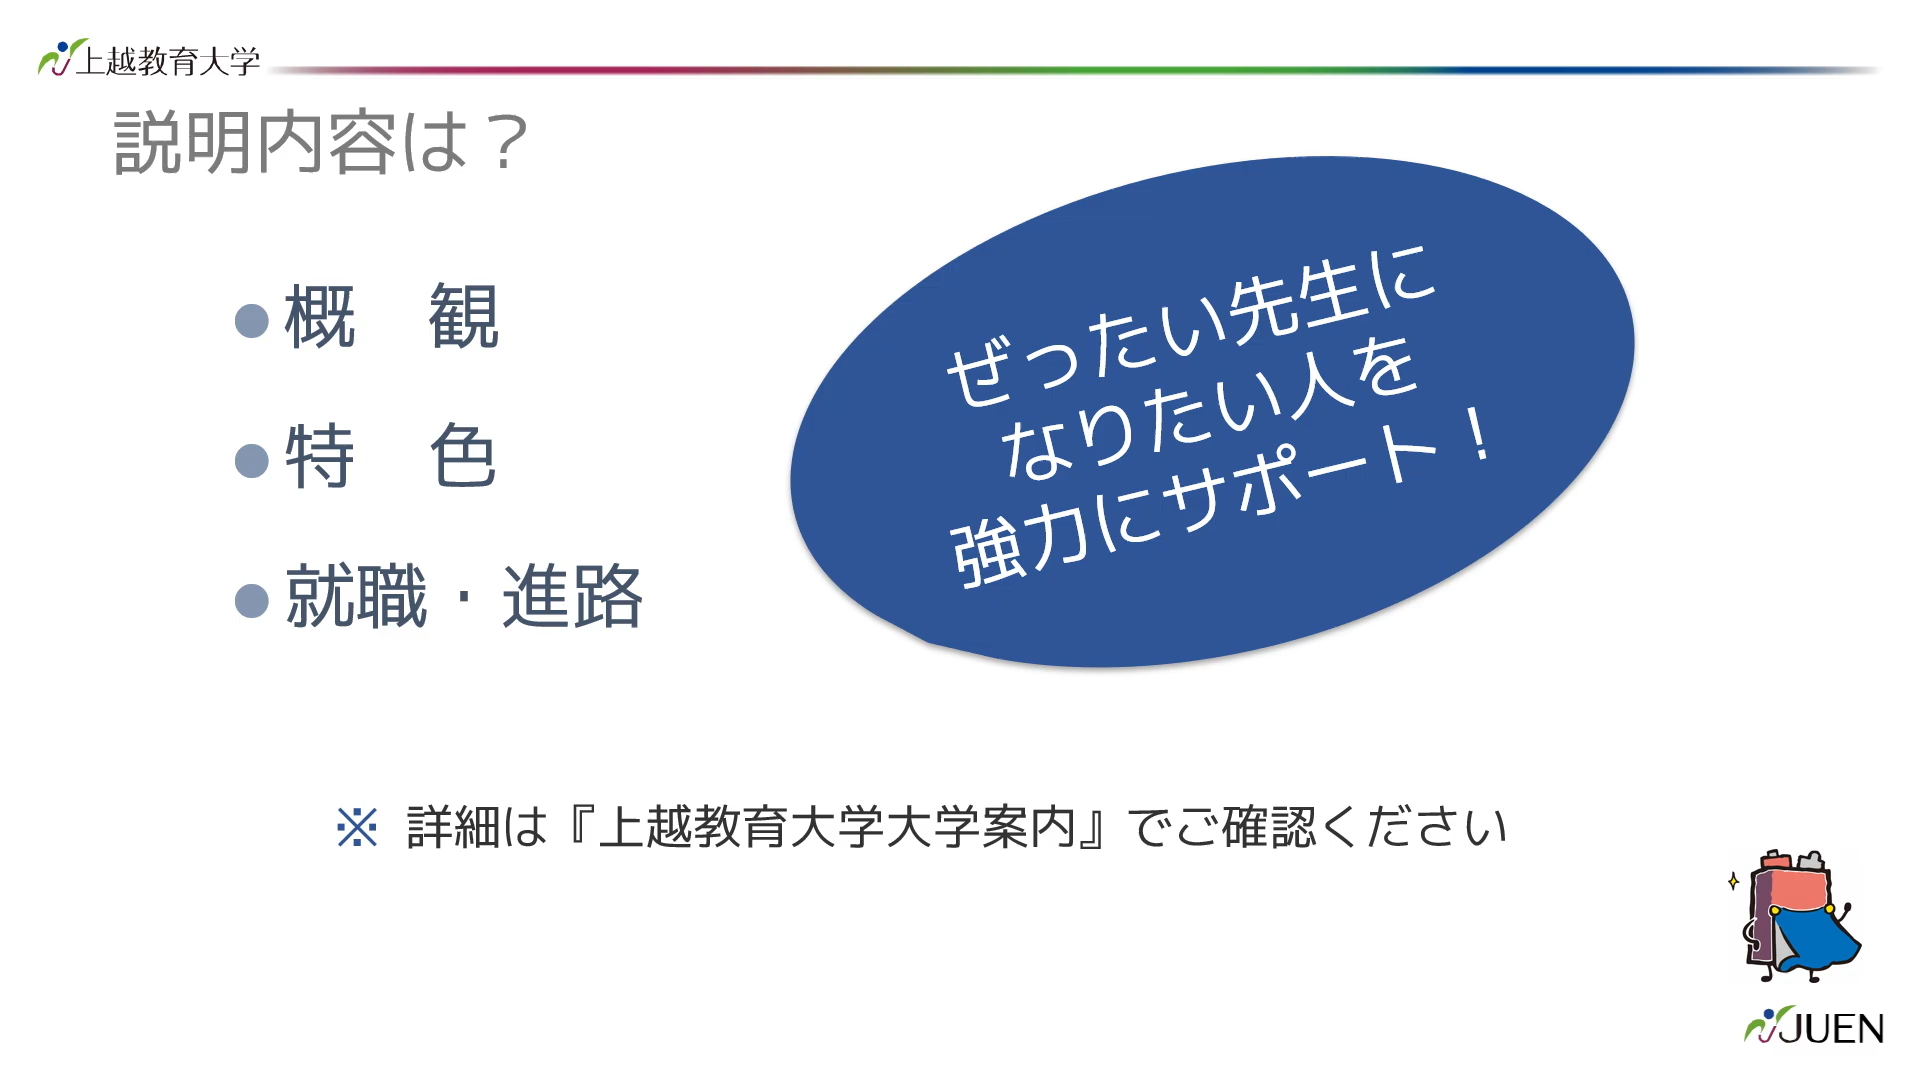 上越教育大学
説明内容は？
●概　観
●特　色
●就職・進路
ぜったい先生に
なりたい人を
強力にサポート！
※ 詳細は『上越教育大学大学案内』でご確認ください
JUEN